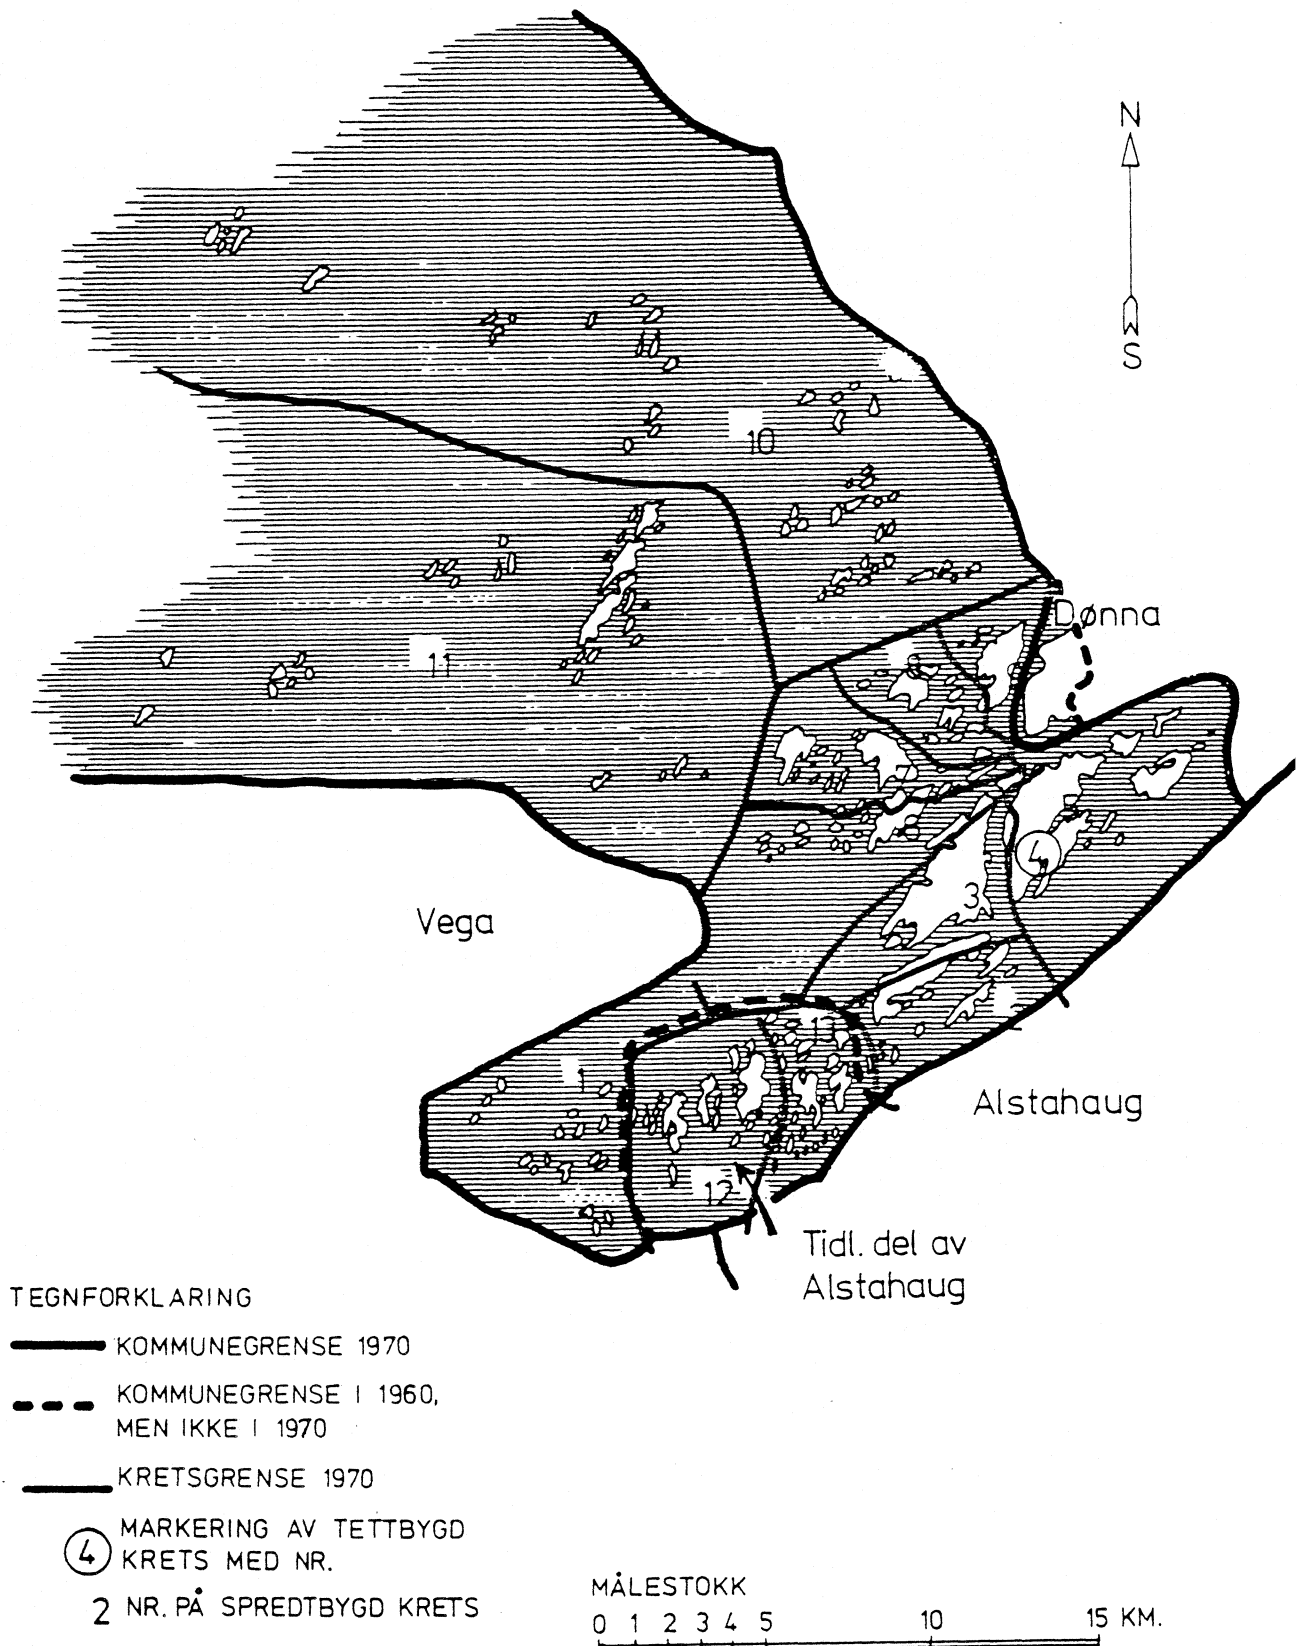 N
S
10
Dønna
11
4
3
Vega
13
1
Alstahaug
12
Tidl. del av
Alstahaug
TEGNFORKLARING
KOMMUNEGRENSE 1970
KOMMUNEGRENSE I 1960,
MEN IKKE I 1970
KRETSGRENSE 1970
4 MARKERING AV TETTBYGD
KRETS MED NR.
2 NR. PÅ SPREDTBYGD KRETS
MÅLESTOKK
0 1 2 3 4 5 10 15 KM.